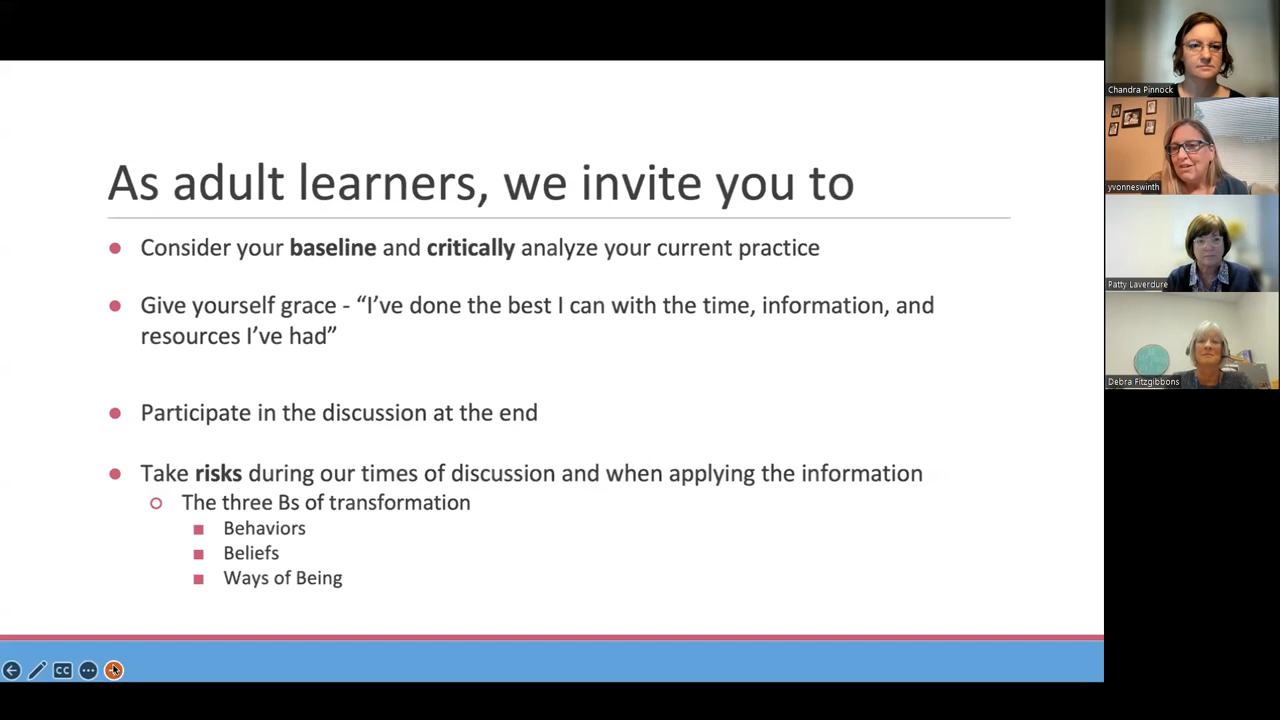 As adult learners, we invite you to
Consider your baseline and critically analyze your current practice
Give yourself grace - “I’ve done the best I can with the time, information, and
resources I’ve had”
Participate in the discussion at the end
Take risks during our times of discussion and when applying the information
The three Bs of transformation
Behaviors
Beliefs
Ways of Being
CC
Chandra Pinnock
yvonneswinth
Patty Laverdure
Debra Fitzgibbons